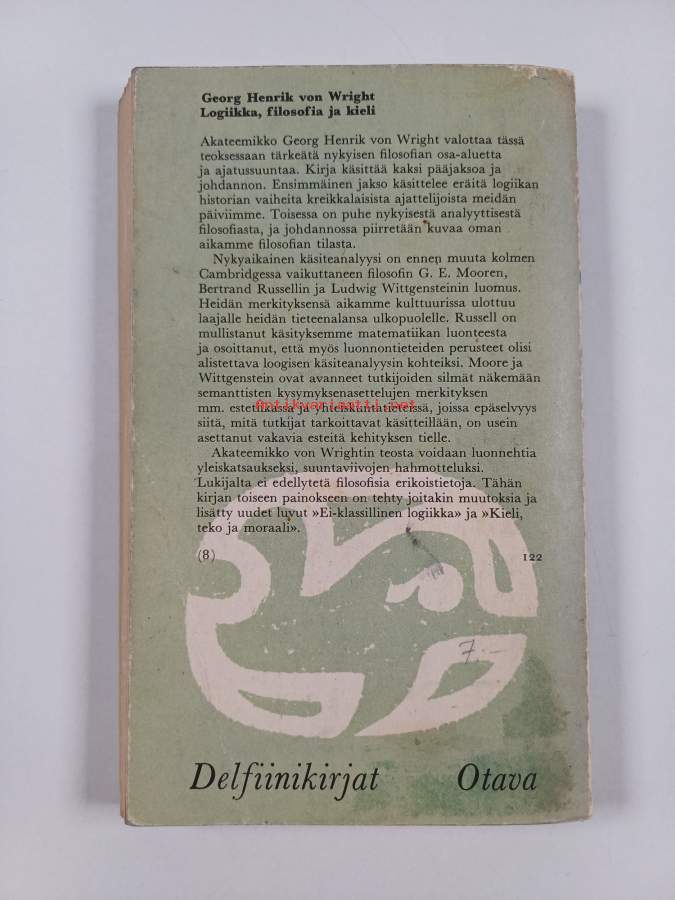 Georg Henrik von Wright
Logiikka, filosofia ja kieli
Akateemikko Georg Henrik von Wright valottaa tässä
teoksessaan tärkeätä nykyisen filosofian osa-aluetta
ja ajatussuuntaa. Kirja käsittää kaksi pääjaksoa ja
johdannon. Ensimmäinen jakso käsittelee eräitä logiikan
historian vaiheita kreikkalaisista ajattelijoista meidän
päiviimme. Toisessa on puhe nykyisestä analyyttisestä
filosofiasta, ja johdannossa piirretään kuvaa oman
aikamme filosofian tilasta.
Nykyaikainen käsiteanalyysi on ennen muuta kolmen
Cambridgessa vaikuttaneen filosofin G. E. Mooren,
Bertrand Russellin ja Ludwig Wittgensteinin luomus.
Heidän merkityksensä aikamme kulttuurissa ulottuu
laajalle heidän tieteenalansa ulkopuolelle. Russell on
mullistanut käsityksemme matematiikan luonteesta
ja osoittanut, että myös luonnontieteiden perusteet olisi
alistettava loogisen käsiteanalyysin kohteiksi. Moore ja
Wittgenstein ovat avanneet tutkijoiden silmät näkemään
semanttisten kysymyksenasettelujen merkityksen
antikvariaatti.net
mm. estetiikassa ja yhteiskuntatieteissä, joissa epäselvyys
siitä, mitä tutkijat tarkoittavat käsitteillään, on usein
asettanut vakavia esteitä kehityksen tielle.
Akateemikko von Wrightin teosta voidaan luonnehtia
yleiskatsaukseksi, suuntaviivojen hahmotteluksi.
Lukijalta ei edellytetä filosofisia erikoistietoja. Tähän
kirjan toiseen painokseen on tehty joitakin muutoksia ja
lisätty uudet luvut »Ei-klassillinen logiikka» ja »Kieli,
teko ja moraali».
(8) 122
7.—
Delfiinikirjat Otava